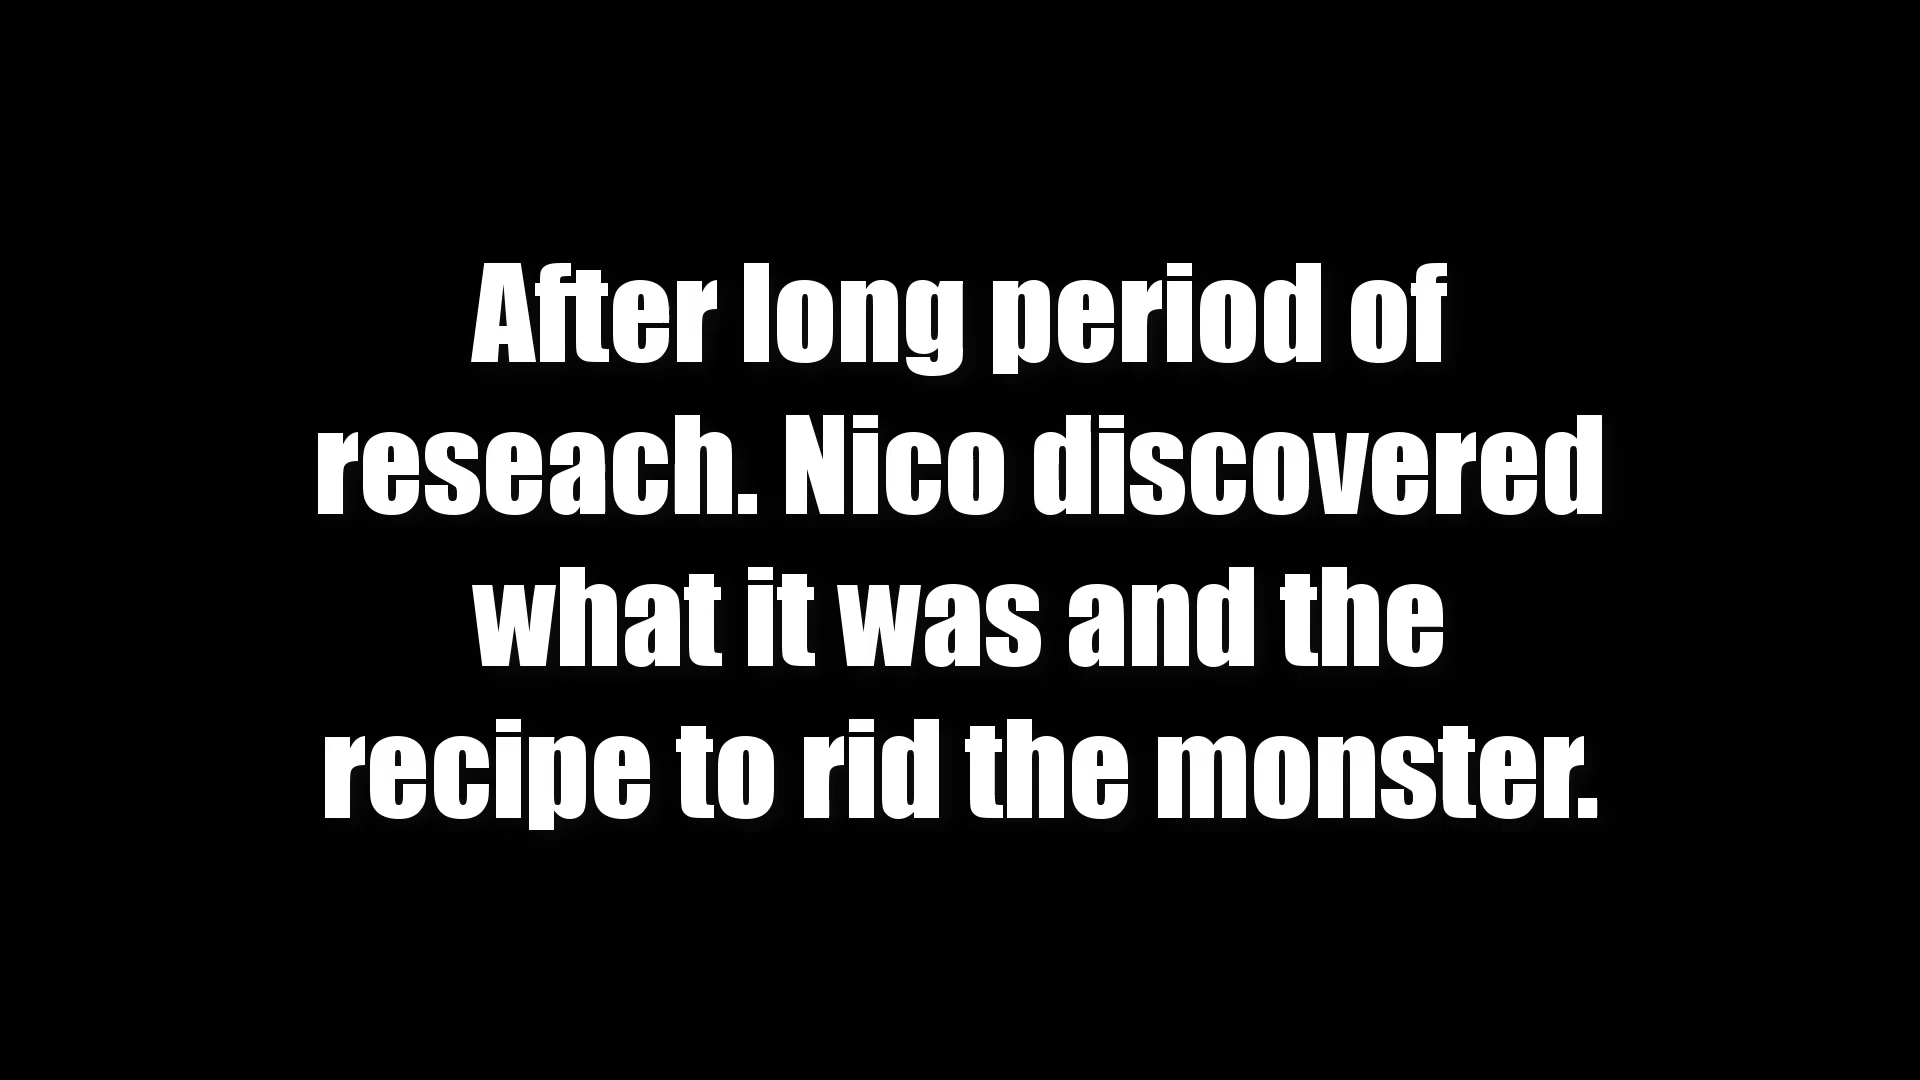 After long period of
reseach. Nico discovered
what it was and the
recipe to rid the monster.